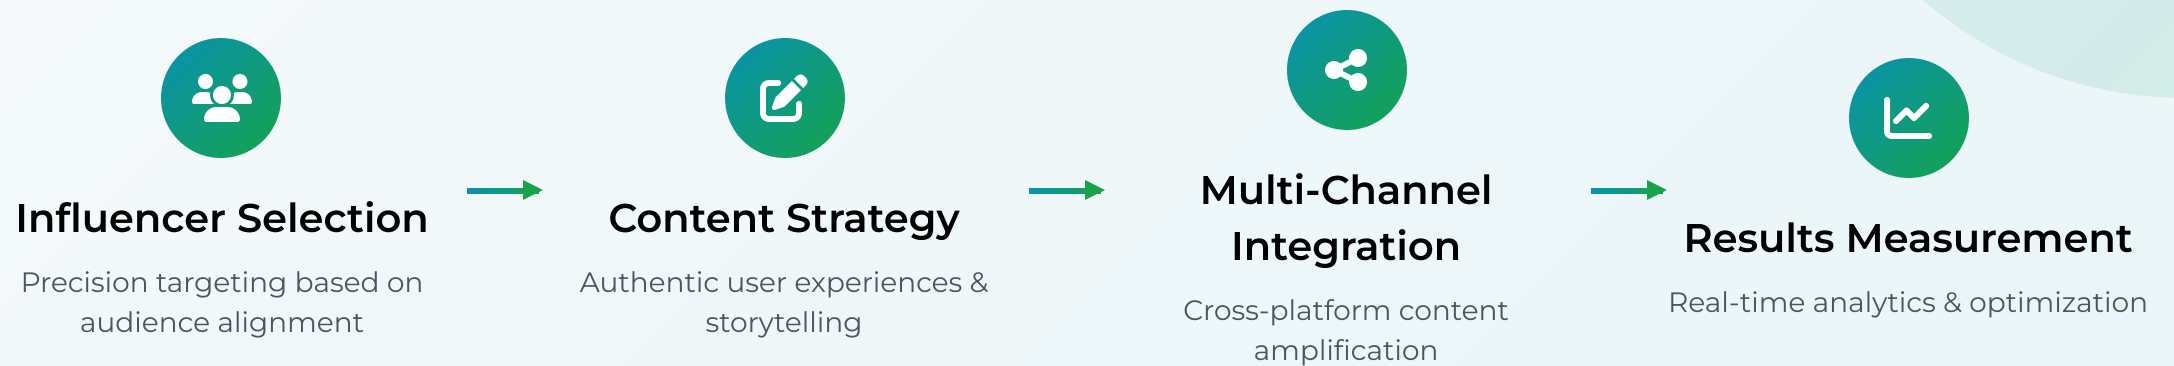 Influencer Selection
Precision targeting based on
audience alignment
Content Strategy
Authentic user experiences &
storytelling
Multi-Channel
Integration
Cross-platform content
amplification
Results Measurement
Real-time analytics & optimization